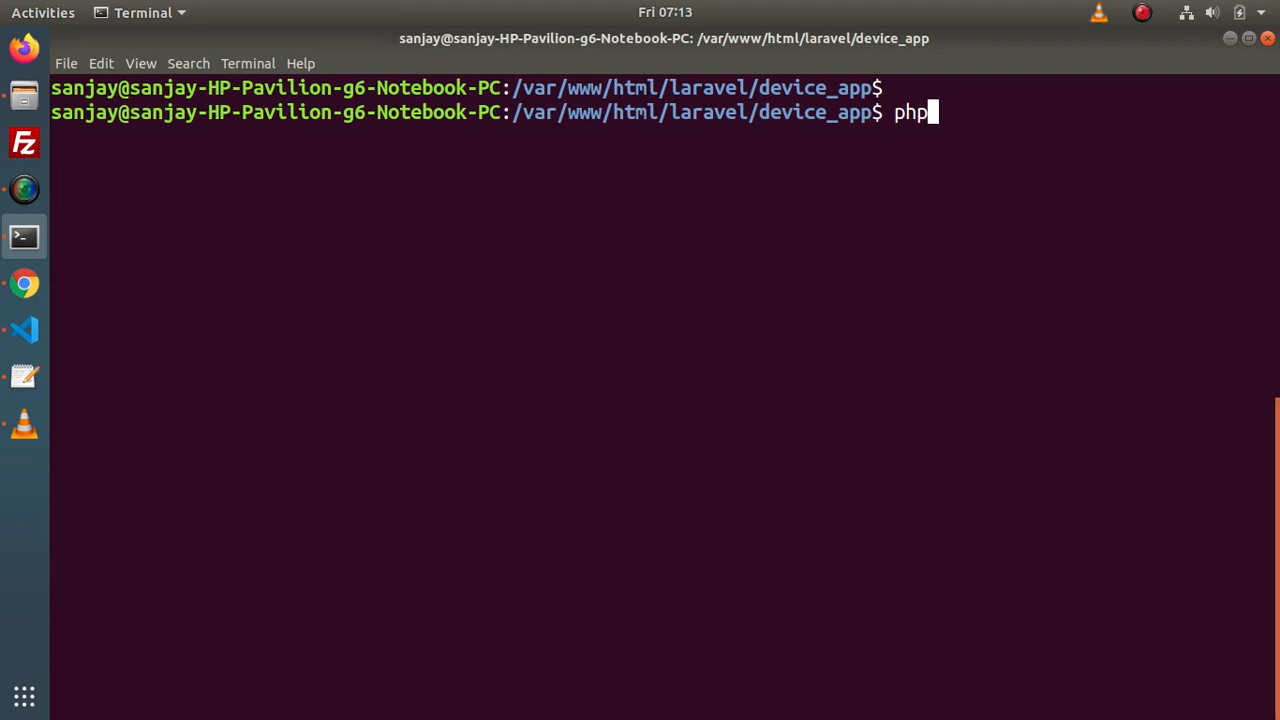 Activities Terminal Fri 07:13
sanjay@sanjay-HP-Pavilion-g6-Notebook-PC: /var/www/html/laravel/device_app
File Edit View Search Terminal Help
sanjay@sanjay-HP-Pavilion-g6-Notebook-PC:/var/www/html/laravel/device_app$
sanjay@sanjay-HP-Pavilion-g6-Notebook-PC:/var/www/html/laravel/device_app$ php
Fz
>_